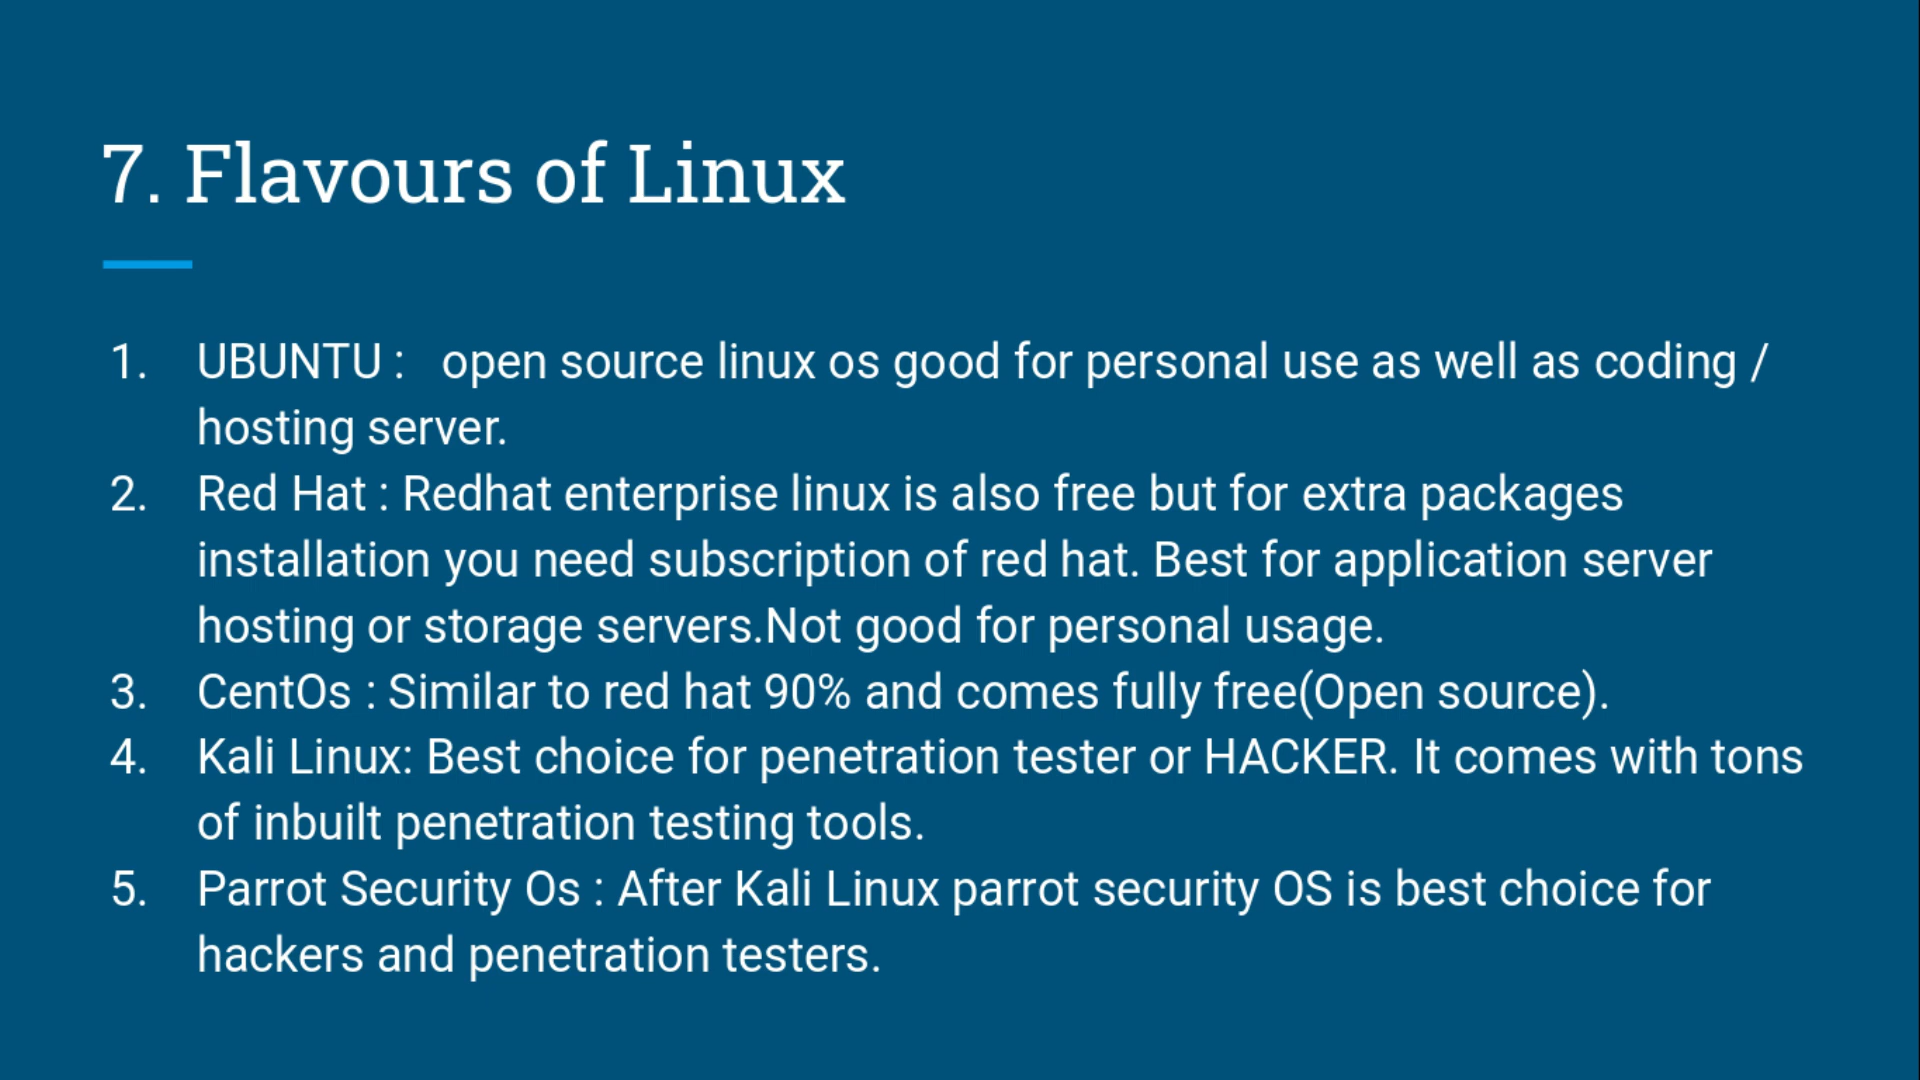 7. Flavours of Linux
1. UBUNTU :   open source linux os good for personal use as well as coding /
hosting server.
2. Red Hat : Redhat enterprise linux is also free but for extra packages
installation you need subscription of red hat. Best for application server
hosting or storage servers.Not good for personal usage.
3. CentOs : Similar to red hat 90% and comes fully free(Open source).
4. Kali Linux: Best choice for penetration tester or HACKER. It comes with tons
of inbuilt penetration testing tools.
5. Parrot Security Os : After Kali Linux parrot security OS is best choice for
hackers and penetration testers.